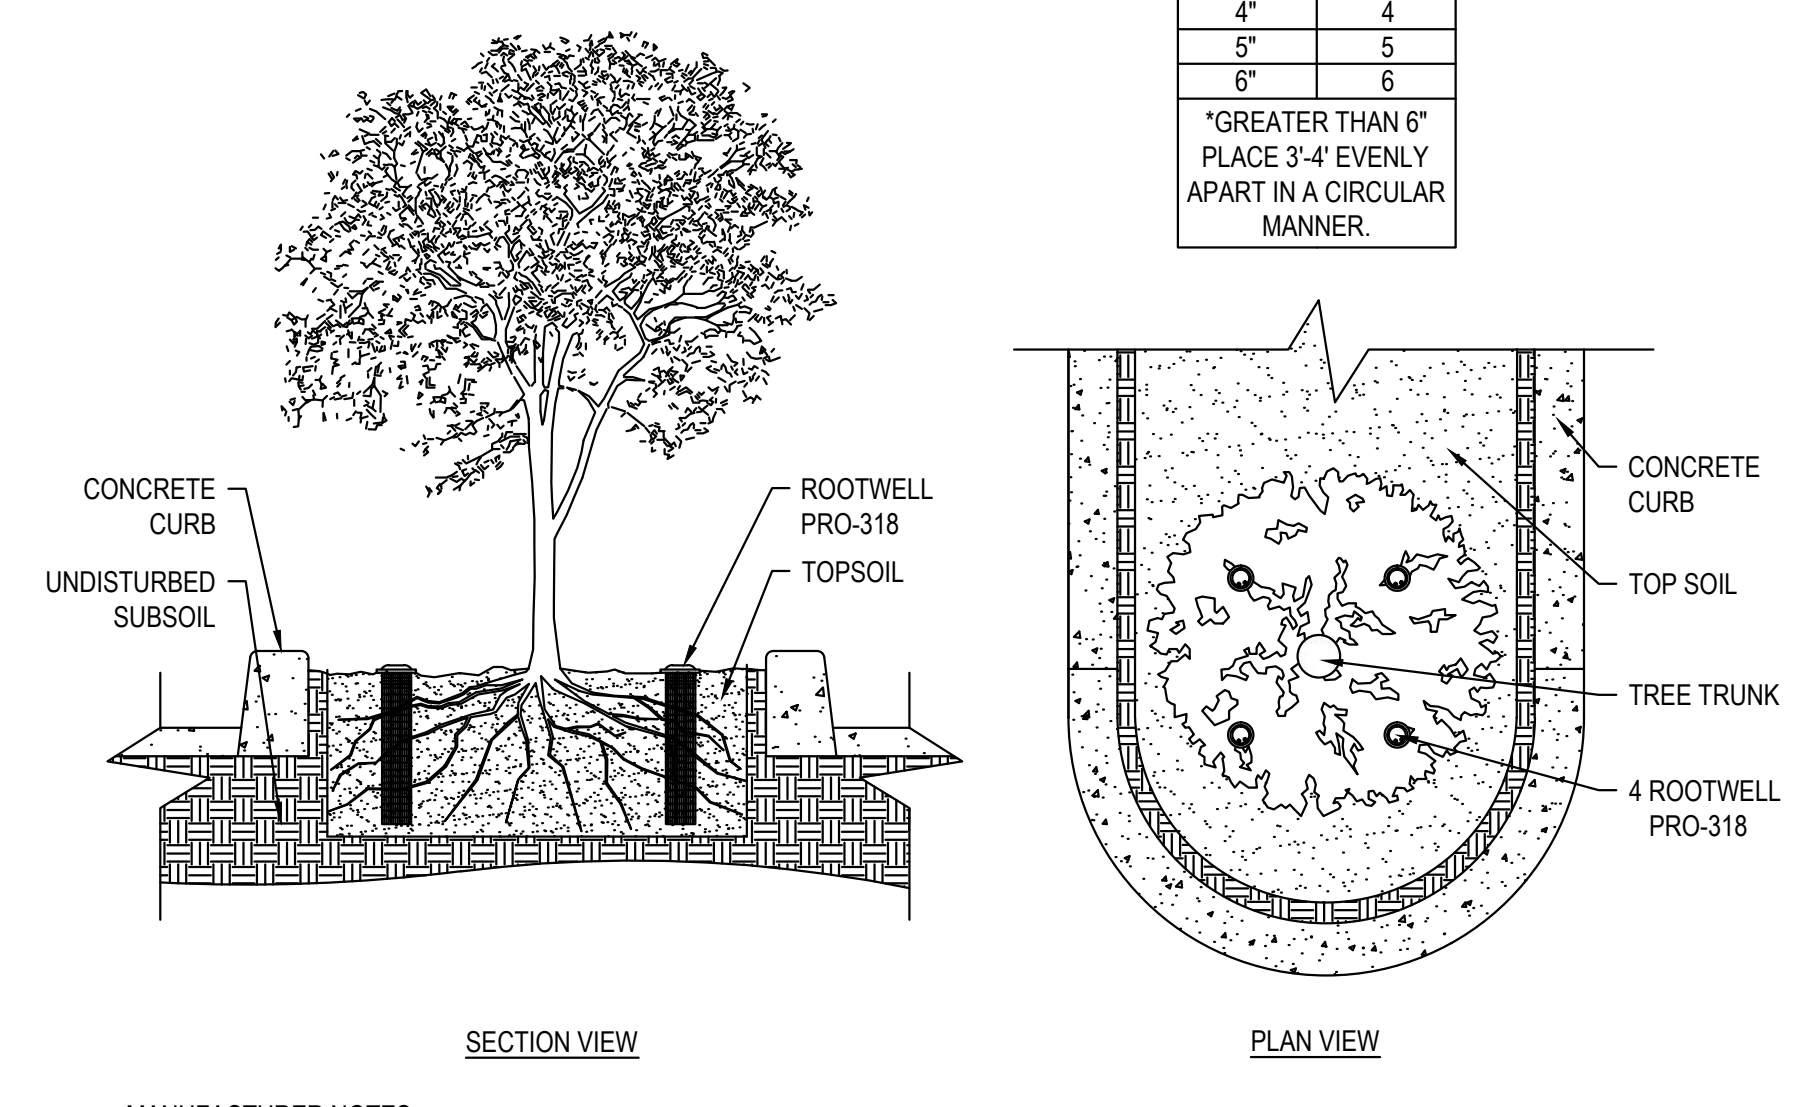 4" 4
5" 5
6" 6
*GREATER THAN 6"
PLACE 3'-4' EVENLY
APART IN A CIRCULAR
MANNER.
CONCRETE
CURB
UNDISTURBED
SUBSOIL
ROOTWELL
PRO-318
TOPSOIL
SECTION VIEW
CONCRETE
CURB
TOP SOIL
TREE TRUNK
4 ROOTWELL
PRO-318
PLAN VIEW
MANUFACTURER NOTES